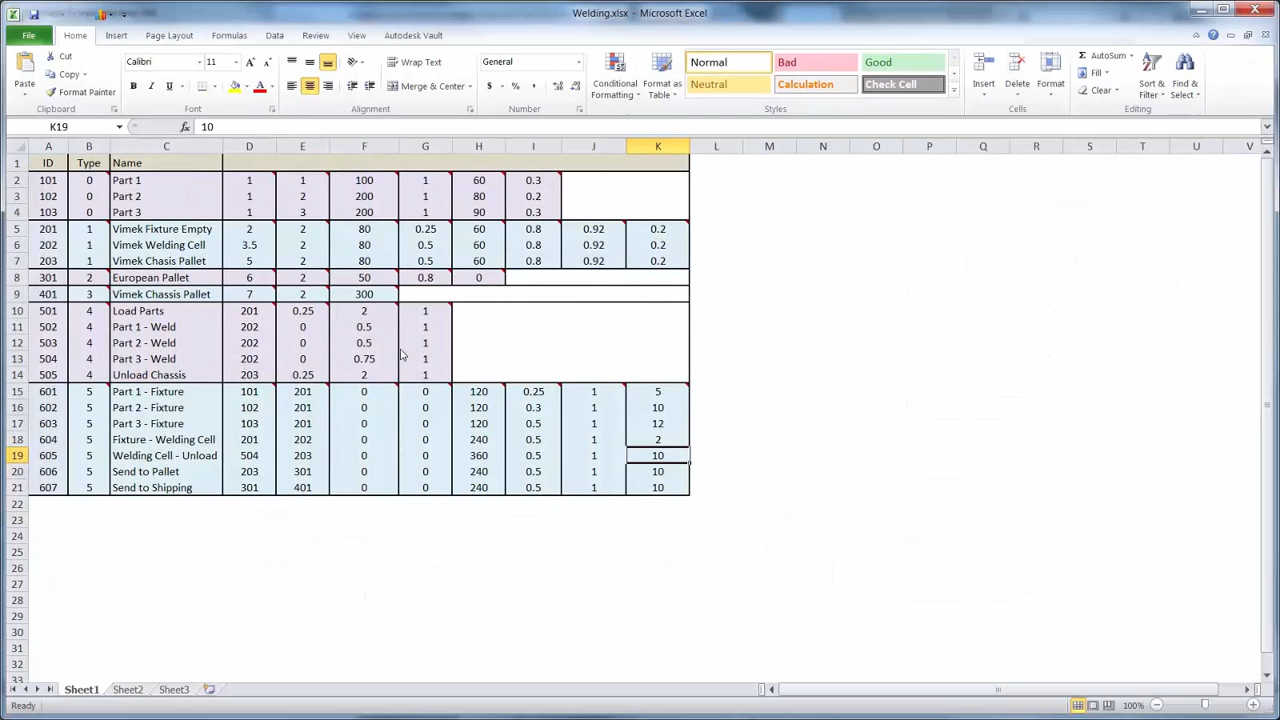 Welding.xlsx - Microsoft Excel
File Home Insert Page Layout Formulas Data Review View Autodesk Vault
Cut
Copy
Format Painter
Paste
Clipboard
Calibri 11
B I U
Font
Wrap Text
Merge & Center
Alignment
General
$ % ,
Number
Conditional Formatting
Format as Table
Normal Bad Good
Neutral Calculation Check Cell
Styles
Insert Delete Format
Cells
AutoSum
Fill
Clear
Sort & Filter
Find & Select
Editing
K19 fx 10
A B C D E F G H I J K L M N O P Q R S T U V
1 ID Type Name
2 101 0 Part 1 1 1 100 1 60 0.3
3 102 0 Part 2 1 2 200 1 80 0.2
4 103 0 Part 3 1 3 200 1 90 0.3
5 201 1 Vimek Fixture Empty 2 2 80 0.25 60 0.8 0.92 0.2
6 202 1 Vimek Welding Cell 3.5 2 80 0.5 60 0.8 0.92 0.2
7 203 1 Vimek Chasis Pallet 5 2 80 0.5 60 0.8 0.92 0.2
8 301 2 European Pallet 6 2 50 0.8 0
9 401 3 Vimek Chassis Pallet 7 2 300
10 501 4 Load Parts 201 0.25 2 1
11 502 4 Part 1 - Weld 202 0 0.5 1
12 503 4 Part 2 - Weld 202 0 0.5 1
13 504 4 Part 3 - Weld 202 0 0.75 1
14 505 4 Unload Chassis 203 0.25 2 1
15 601 5 Part 1 - Fixture 101 201 0 0 120 0.25 1 5
16 602 5 Part 2 - Fixture 102 201 0 0 120 0.3 1 10
17 603 5 Part 3 - Fixture 103 201 0 0 120 0.5 1 12
18 604 5 Fixture - Welding Cell 201 202 0 0 240 0.5 1 2
19 605 5 Welding Cell - Unload 504 203 0 0 360 0.5 1 10
20 606 5 Send to Pallet 203 301 0 0 240 0.5 1 10
21 607 5 Send to Shipping 301 401 0 0 240 0.5 1 10
22
23
24
25
26
27
28
29
30
31
32
33
Sheet1 Sheet2 Sheet3
Ready 100%